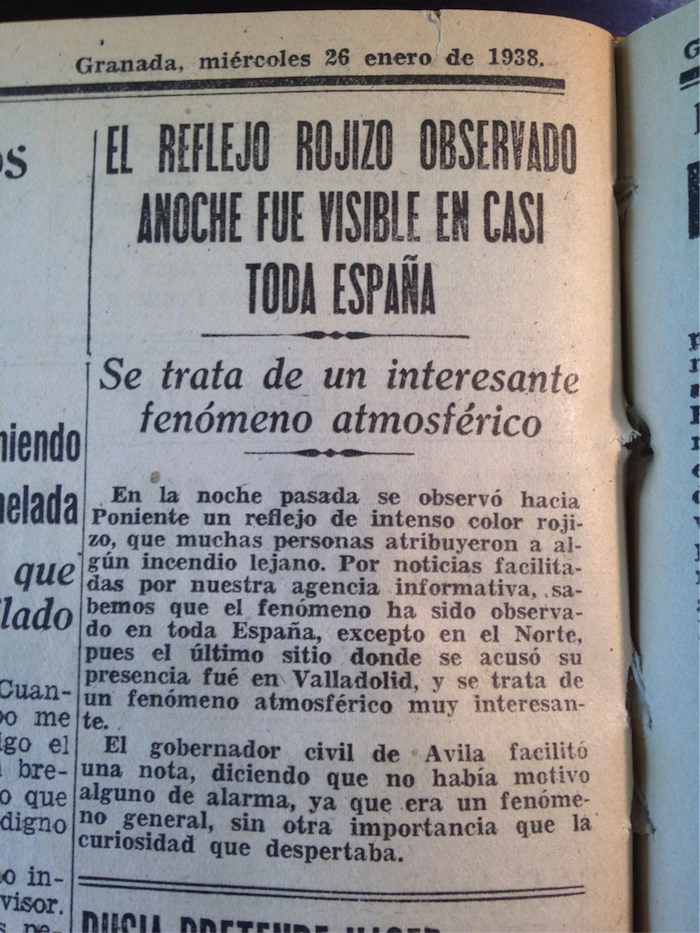 Granada, miércoles 26 enero de 1938.
EL REFLEJO ROJIZO OBSERVADO
ANOCHE FUE VISIBLE EN CASI
TODA ESPAÑA
Se trata de un interesante
fenómeno atmosférico
En la noche pasada se observó hacia
Poniente un reflejo de intenso color roji-
zo, que muchas personas atribuyeron a al-
gún incendio lejano. Por noticias facilita-
das por nuestra agencia informativa, sa-
bemos que el fenómeno ha sido observa-
do en toda España, excepto en el Norte,
pues el último sitio donde se acusó su
presencia fué en Valladolid, y se trata de
un fenómeno atmosférico muy interesan-
te.
El gobernador civil de Avila facilitó
una nota, diciendo que no había motivo
alguno de alarma, ya que era un fenóme-
no general, sin otra importancia que la
curiosidad que despertaba.
RUSIA PRETENDE HACER
os
niendo
nelada
que
lado
Cuan-
po me
igo el
bre-
o que
digno
o in-
visor.
s pe-